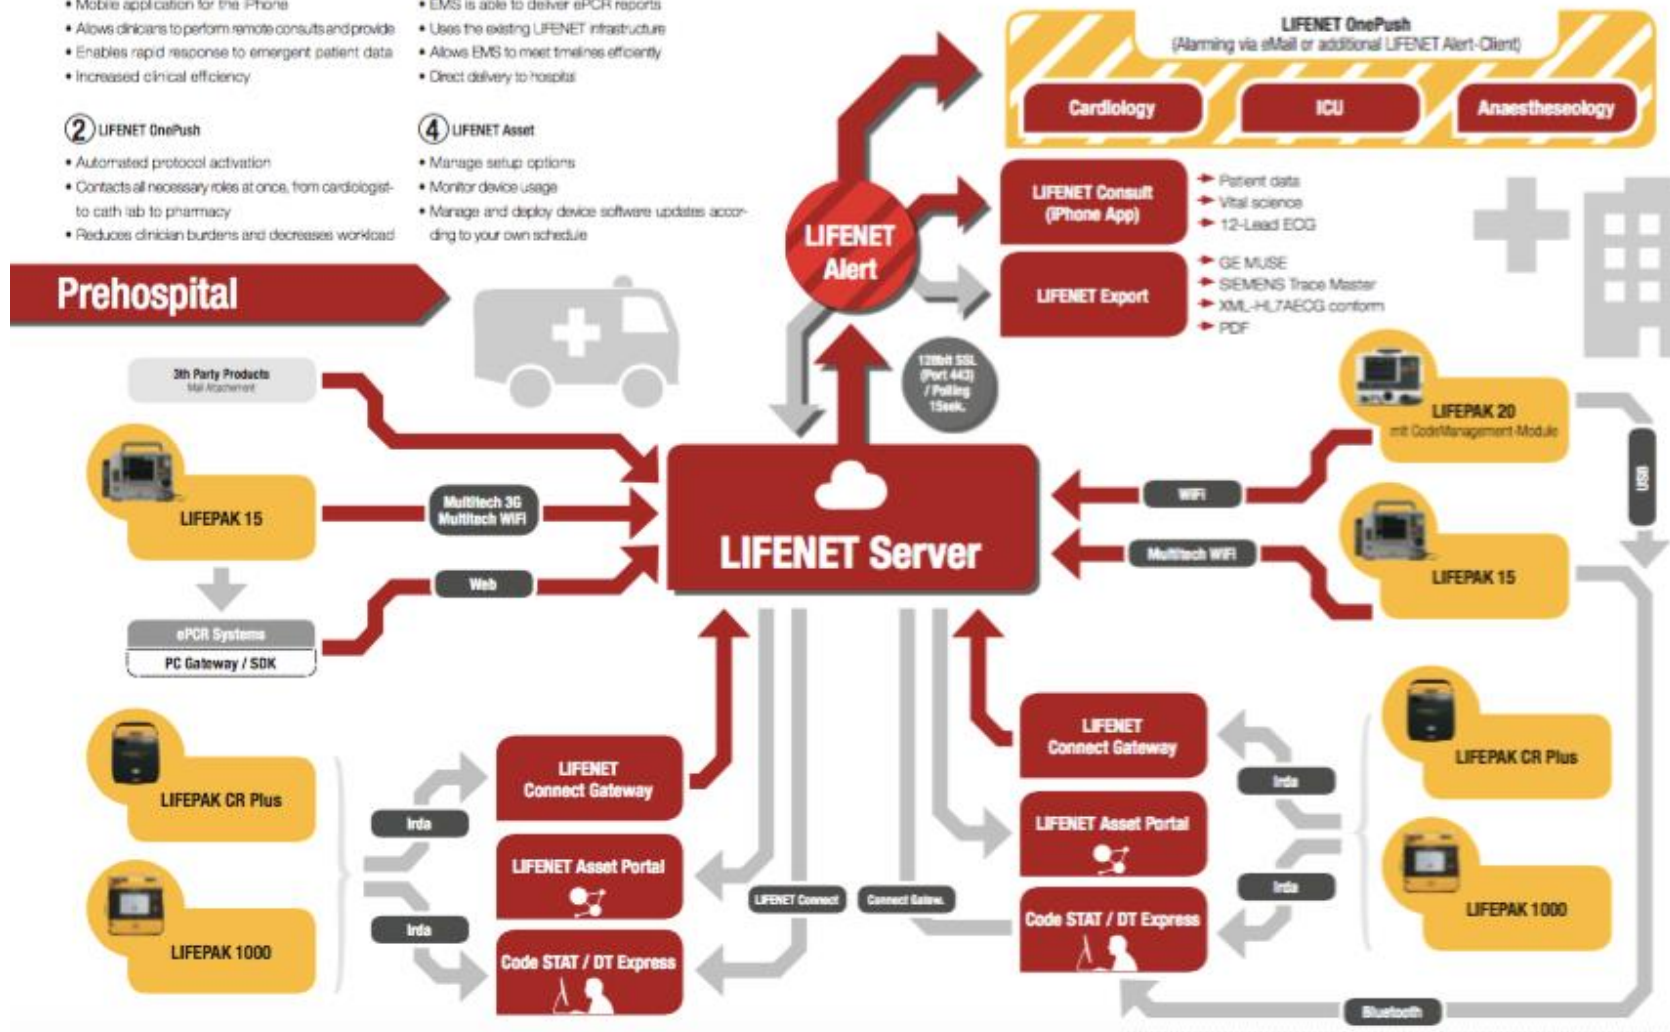 • Mobile application for the iPhone
• Allows clinicians to perform remote consults and provide
• Enables rapid response to emergent patient data
• Increased clinical efficiency
• EMS is able to deliver ePCR reports
• Uses the existing LIFENET infrastructure
• Allows EMS to meet timelines efficiently
• Direct delivery to hospital
2 LIFENET OnePush
• Automated protocol activation
• Contacts all necessary roles at once, from cardiologist-
to cath lab to pharmacy
• Reduces clinician burdens and decreases workload
4 LIFENET Asset
• Manage setup options
• Monitor device usage
• Manage and deploy device software updates accor-
ding to your own schedule
LIFENET OnePush
(Alarming via eMail or additional LIFENET Alert-Client)
Cardiology
ICU
Anaestheseology
LIFENET
Alert
LIFENET Consult
(iPhone App)
Patient data
Vital science
12-Lead ECG
LIFENET Export
GE MUSE
SIEMENS Trace Master
XML-HL7AECG conform
PDF
Prehospital
128bit SSL
(Port 443)
/ Polling
15sek.
3th Party Products
Mail Attachement
LIFEPAK 15
Multitech 3G
Multitech WIFI
ePCR Systems
PC Gateway / SDK
Web
LIFENET Server
LIFEPAK 20
mit CodeManagement-Module
WIFI
USB
LIFEPAK 15
Multitech WIFI
LIFEPAK CR Plus
LIFEPAK 1000
Irda
Irda
LIFENET
Connect Gateway
LIFENET Asset Portal
Code STAT / DT Express
LIFENET Connect
Connect Gatew.
LIFENET
Connect Gateway
LIFENET Asset Portal
Code STAT / DT Express
Irda
Irda
LIFEPAK CR Plus
LIFEPAK 1000
Bluetooth